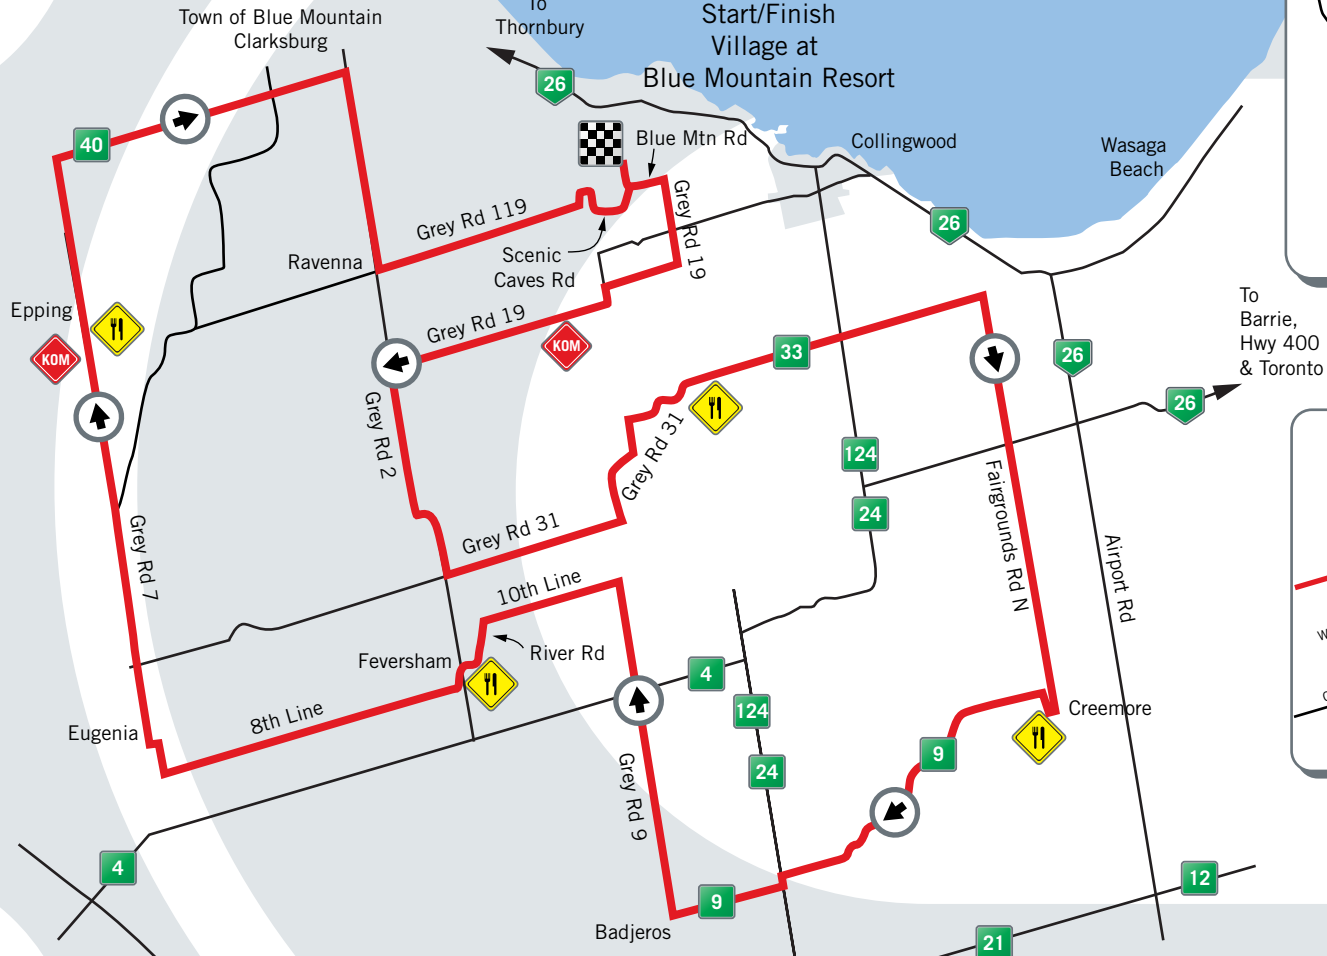 Town of Blue Mountain
Clarksburg
To
Thornbury
Start/Finish
Village at
Blue Mountain Resort
26
40
Blue Mtn Rd
Collingwood
Wasaga
Beach
Grey Rd 119
Grey Rd 19
26
Ravenna
Scenic
Caves Rd
Epping
KOM
Grey Rd 19
KOM
33
26
To
Barrie,
Hwy 400
& Toronto
26
Grey Rd 2
Grey Rd 31
124
24
Fairgrounds Rd N
Grey Rd 7
Grey Rd 31
Airport Rd
10th Line
River Rd
Feversham
4
8th Line
Eugenia
124
24
Creemore
9
Grey Rd 9
4
9
12
Badjeros
21